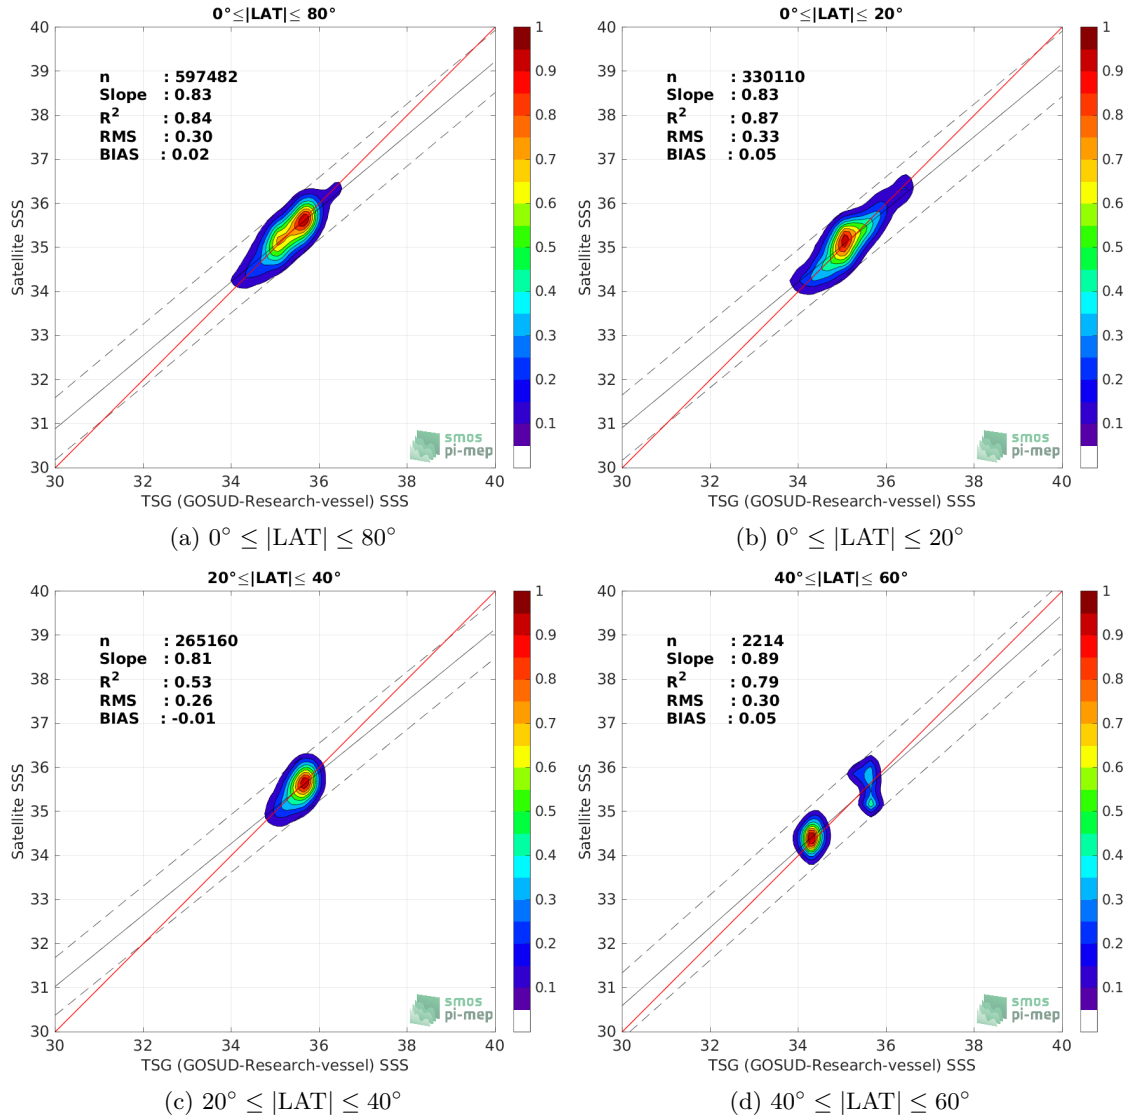 0°≤|LAT|≤ 80°
n : 597482
Slope : 0.83
R² : 0.84
RMS : 0.30
BIAS : 0.02
Satellite SSS
40
39
38
37
36
35
34
33
32
31
30
30 32 34 36 38 40
TSG (GOSUD-Research-vessel) SSS
smos
pi-mep
1
0.9
0.8
0.7
0.6
0.5
0.4
0.3
0.2
0.1
(a) 0° ≤ |LAT| ≤ 80°
0°≤|LAT|≤ 20°
n : 330110
Slope : 0.83
R² : 0.87
RMS : 0.33
BIAS : 0.05
Satellite SSS
40
39
38
37
36
35
34
33
32
31
30
30 32 34 36 38 40
TSG (GOSUD-Research-vessel) SSS
smos
pi-mep
1
0.9
0.8
0.7
0.6
0.5
0.4
0.3
0.2
0.1
(b) 0° ≤ |LAT| ≤ 20°
20°≤|LAT|≤ 40°
n : 265160
Slope : 0.81
R² : 0.53
RMS : 0.26
BIAS : -0.01
Satellite SSS
40
39
38
37
36
35
34
33
32
31
30
30 32 34 36 38 40
TSG (GOSUD-Research-vessel) SSS
smos
pi-mep
1
0.9
0.8
0.7
0.6
0.5
0.4
0.3
0.2
0.1
(c) 20° ≤ |LAT| ≤ 40°
40°≤|LAT|≤ 60°
n : 2214
Slope : 0.89
R² : 0.79
RMS : 0.30
BIAS : 0.05
Satellite SSS
40
39
38
37
36
35
34
33
32
31
30
30 32 34 36 38 40
TSG (GOSUD-Research-vessel) SSS
smos
pi-mep
1
0.9
0.8
0.7
0.6
0.5
0.4
0.3
0.2
0.1
(d) 40° ≤ |LAT| ≤ 60°